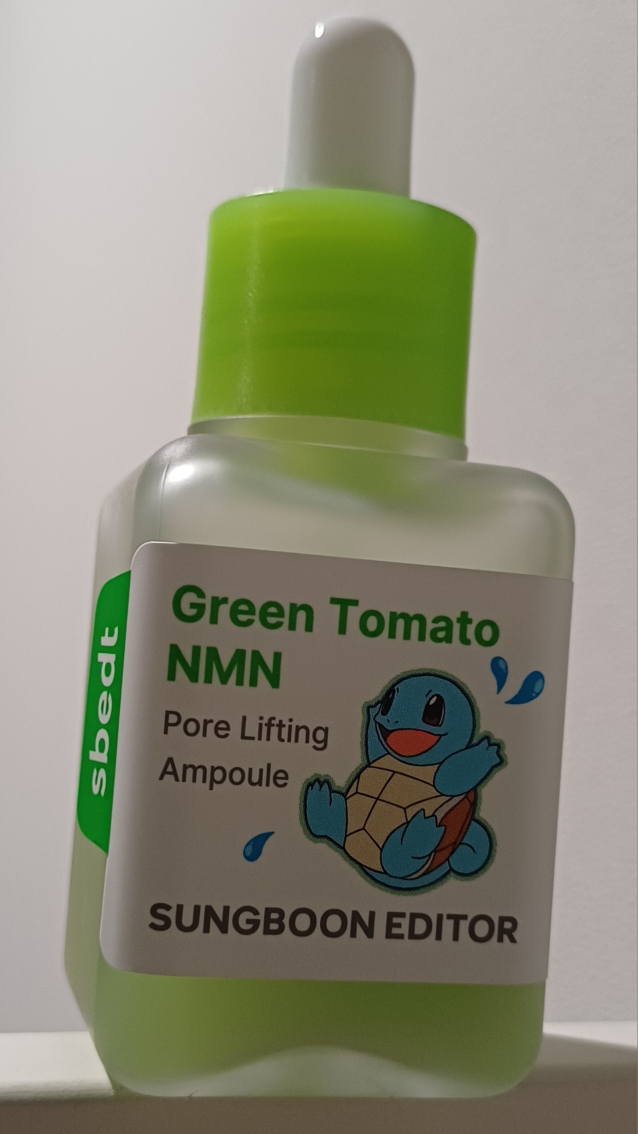 Green Tomato
NMN
Pore Lifting
Ampoule
SUNGBOON EDITOR
sbedt